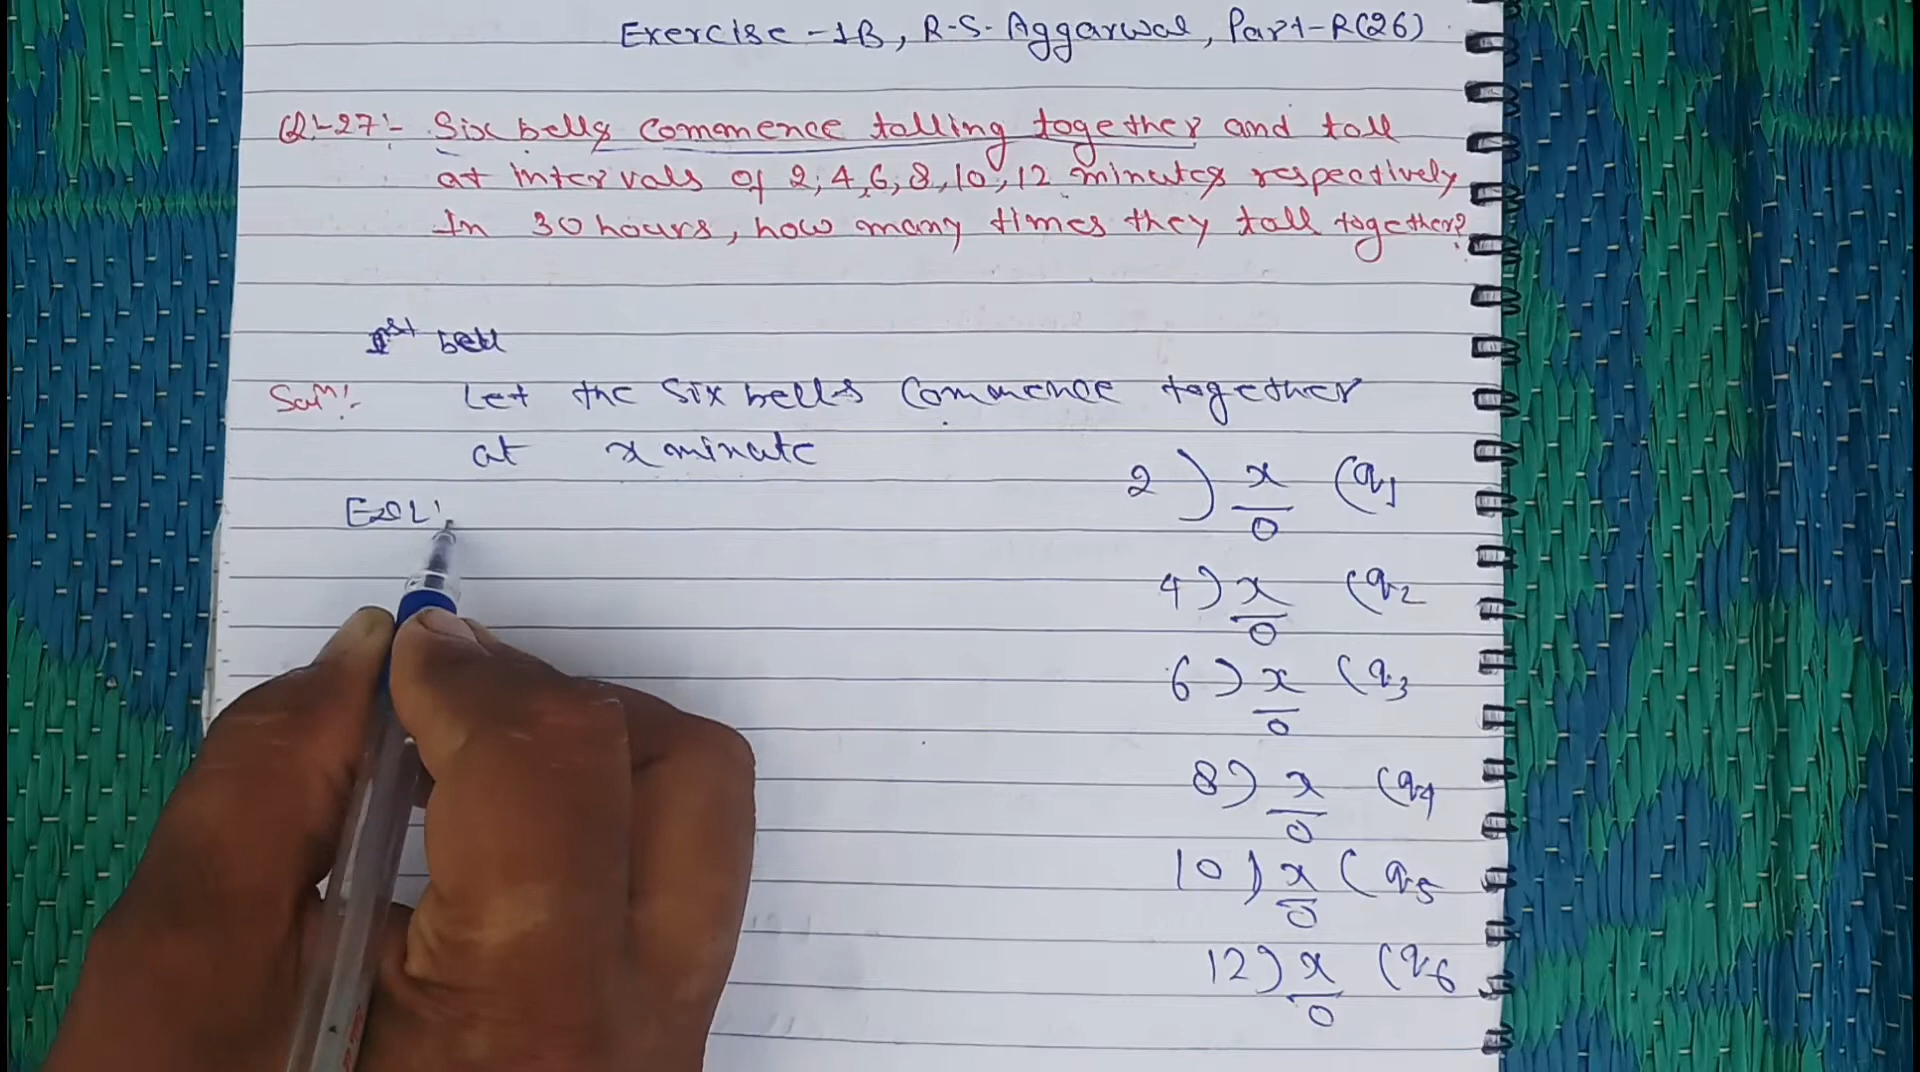 Exercise-1B, R.S. Aggarwal, Part-R(26)
Q:-27:- Six bells commence tolling together and toll
at intervals of 2, 4, 6, 8, 10, 12 minutes respectively
In 30 hours, how many times they toll together?
1st bell
Sol^n:- Let the six bells commence together
at x minute
2 ) x ( q1
0
4 ) x ( q2
0
6 ) x ( q3
0
8 ) x ( q4
0
10 ) x ( q5
0
12 ) x ( q6
0